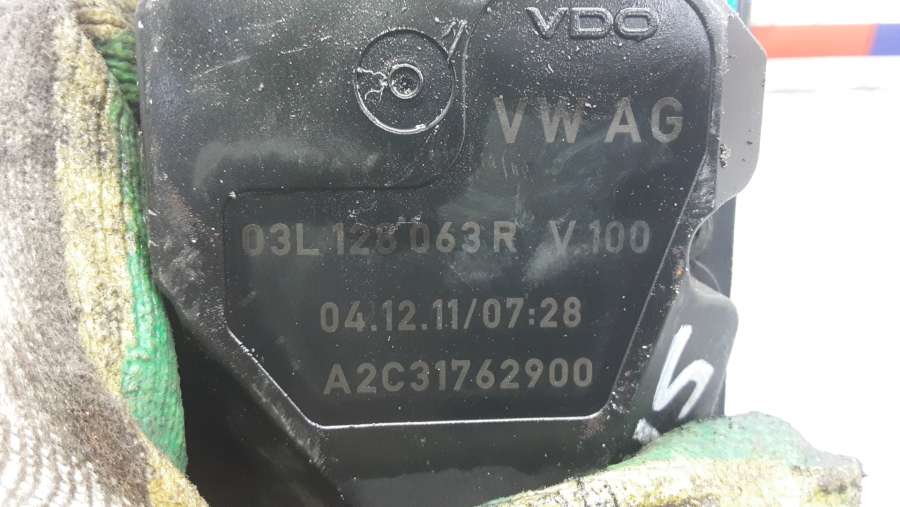 VDO
VW AG
03L 128 063 R V.100
04.12.11/07:28
A2C31762900